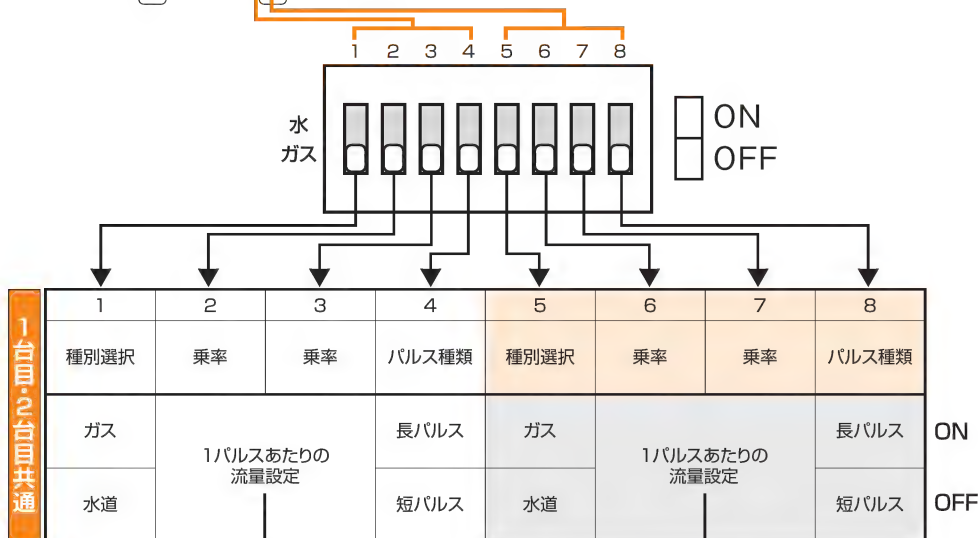 1 2 3 4 5 6 7 8
水
ガス
ON
OFF
1台目・2台目共通
1 2 3 4 5 6 7 8
種別選択 乗率 乗率 パルス種類 種別選択 乗率 乗率 パルス種類
ガス 長パルス ガス 長パルス ON
1パルスあたりの 1パルスあたりの
流量設定 流量設定
水道 短パルス 水道 短パルス OFF